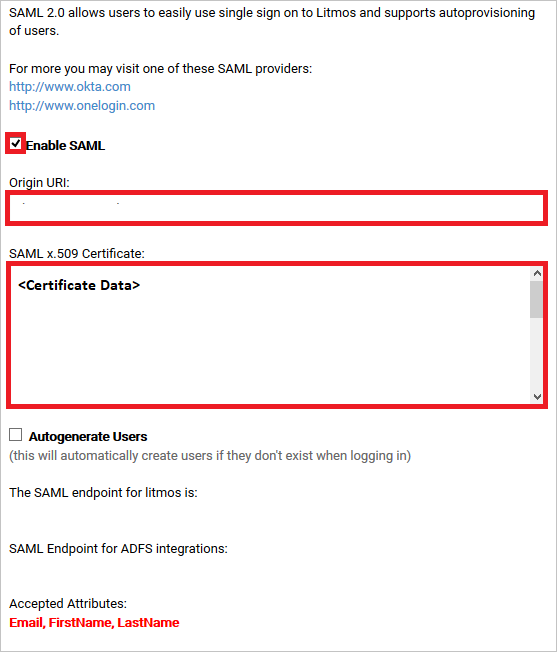 SAML 2.0 allows users to easily use single sign on to Litmos and supports autoprovisioning
of users.
For more you may visit one of these SAML providers:
http://www.okta.com
http://www.onelogin.com
Enable SAML
Origin URI:
SAML x.509 Certificate:
<Certificate Data>
Autogenerate Users
(this will automatically create users if they don't exist when logging in)
The SAML endpoint for litmos is:
SAML Endpoint for ADFS integrations:
Accepted Attributes:
Email, FirstName, LastName